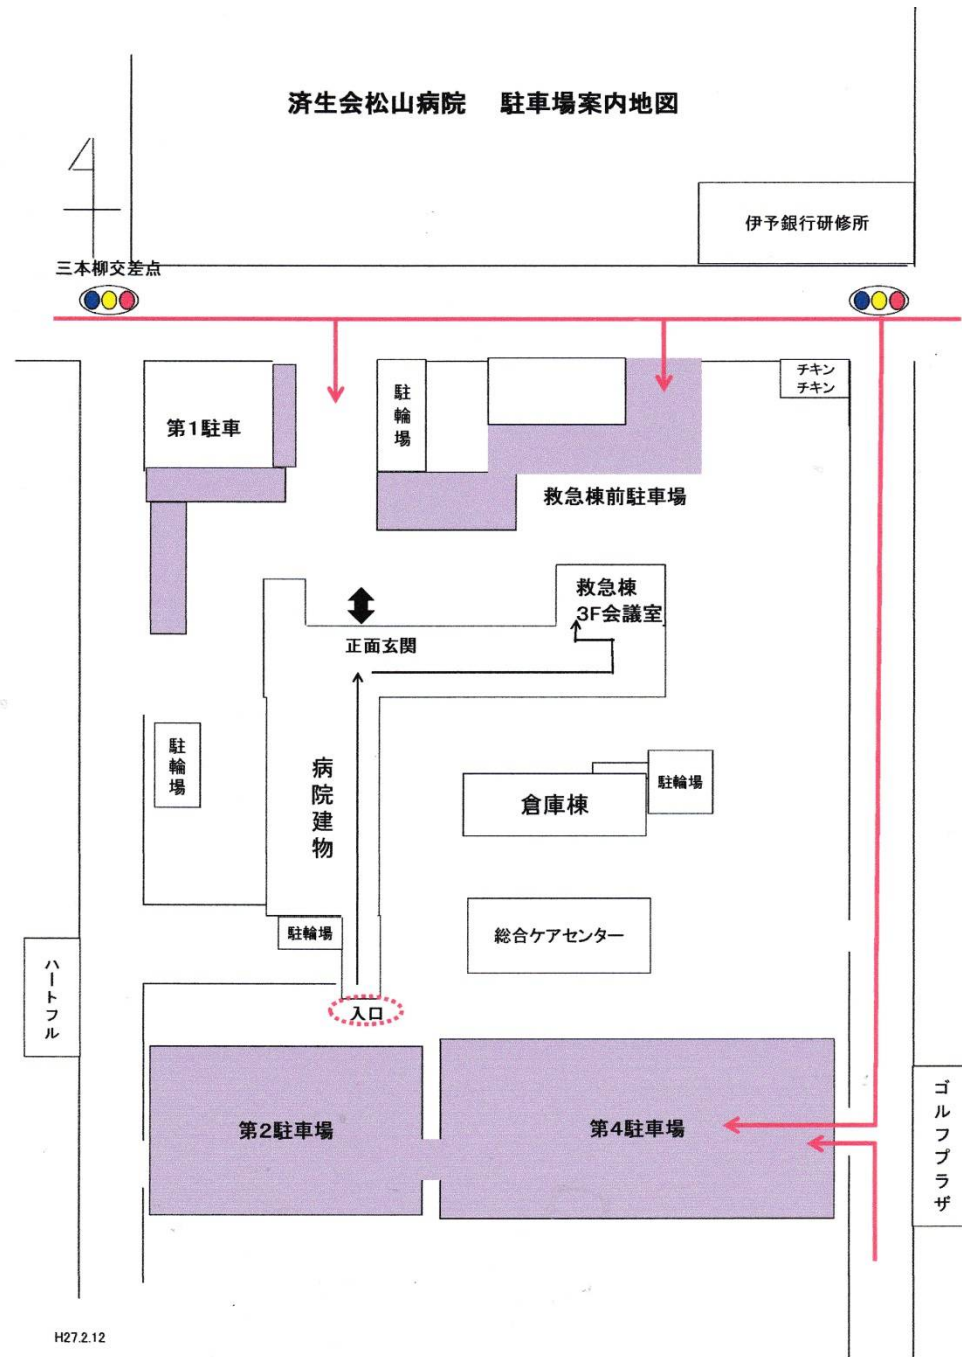 済生会松山病院 駐車場案内地図
伊予銀行研修所
三本柳交差点
チキン
チキン
駐輪場
第1駐車
救急棟前駐車場
救急棟
3F会議室
正面玄関
駐輪場
病院建物
駐輪場
倉庫棟
駐輪場
総合ケアセンター
ハートフル
入口
ゴルフプラザ
第2駐車場
第4駐車場
H27.2.12